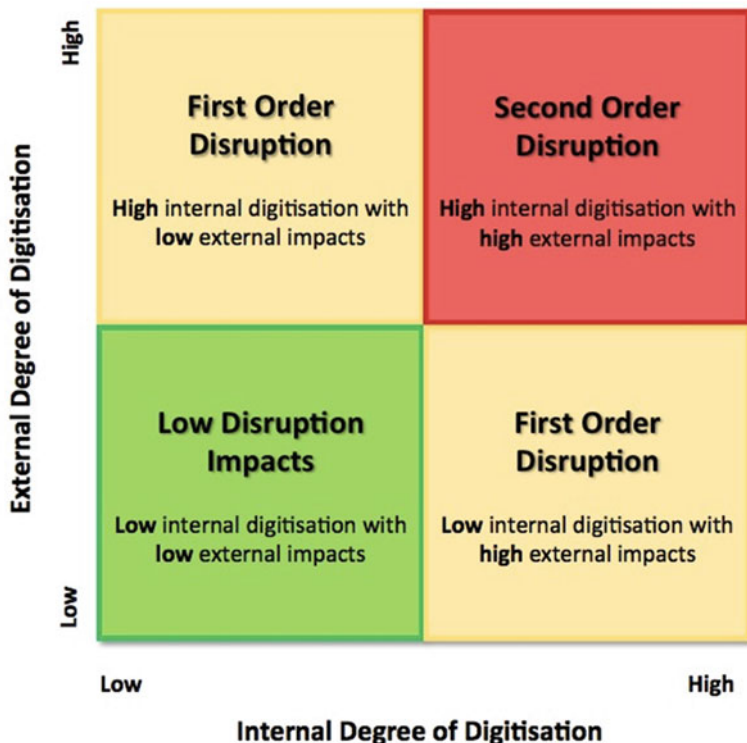 High
External Degree of Digitisation
Low
First Order
Disruption
High internal digitisation with
low external impacts
Second Order
Disruption
High internal digitisation with
high external impacts
Low Disruption
Impacts
Low internal digitisation with
low external impacts
First Order
Disruption
Low internal digitisation with
high external impacts
Low
High
Internal Degree of Digitisation